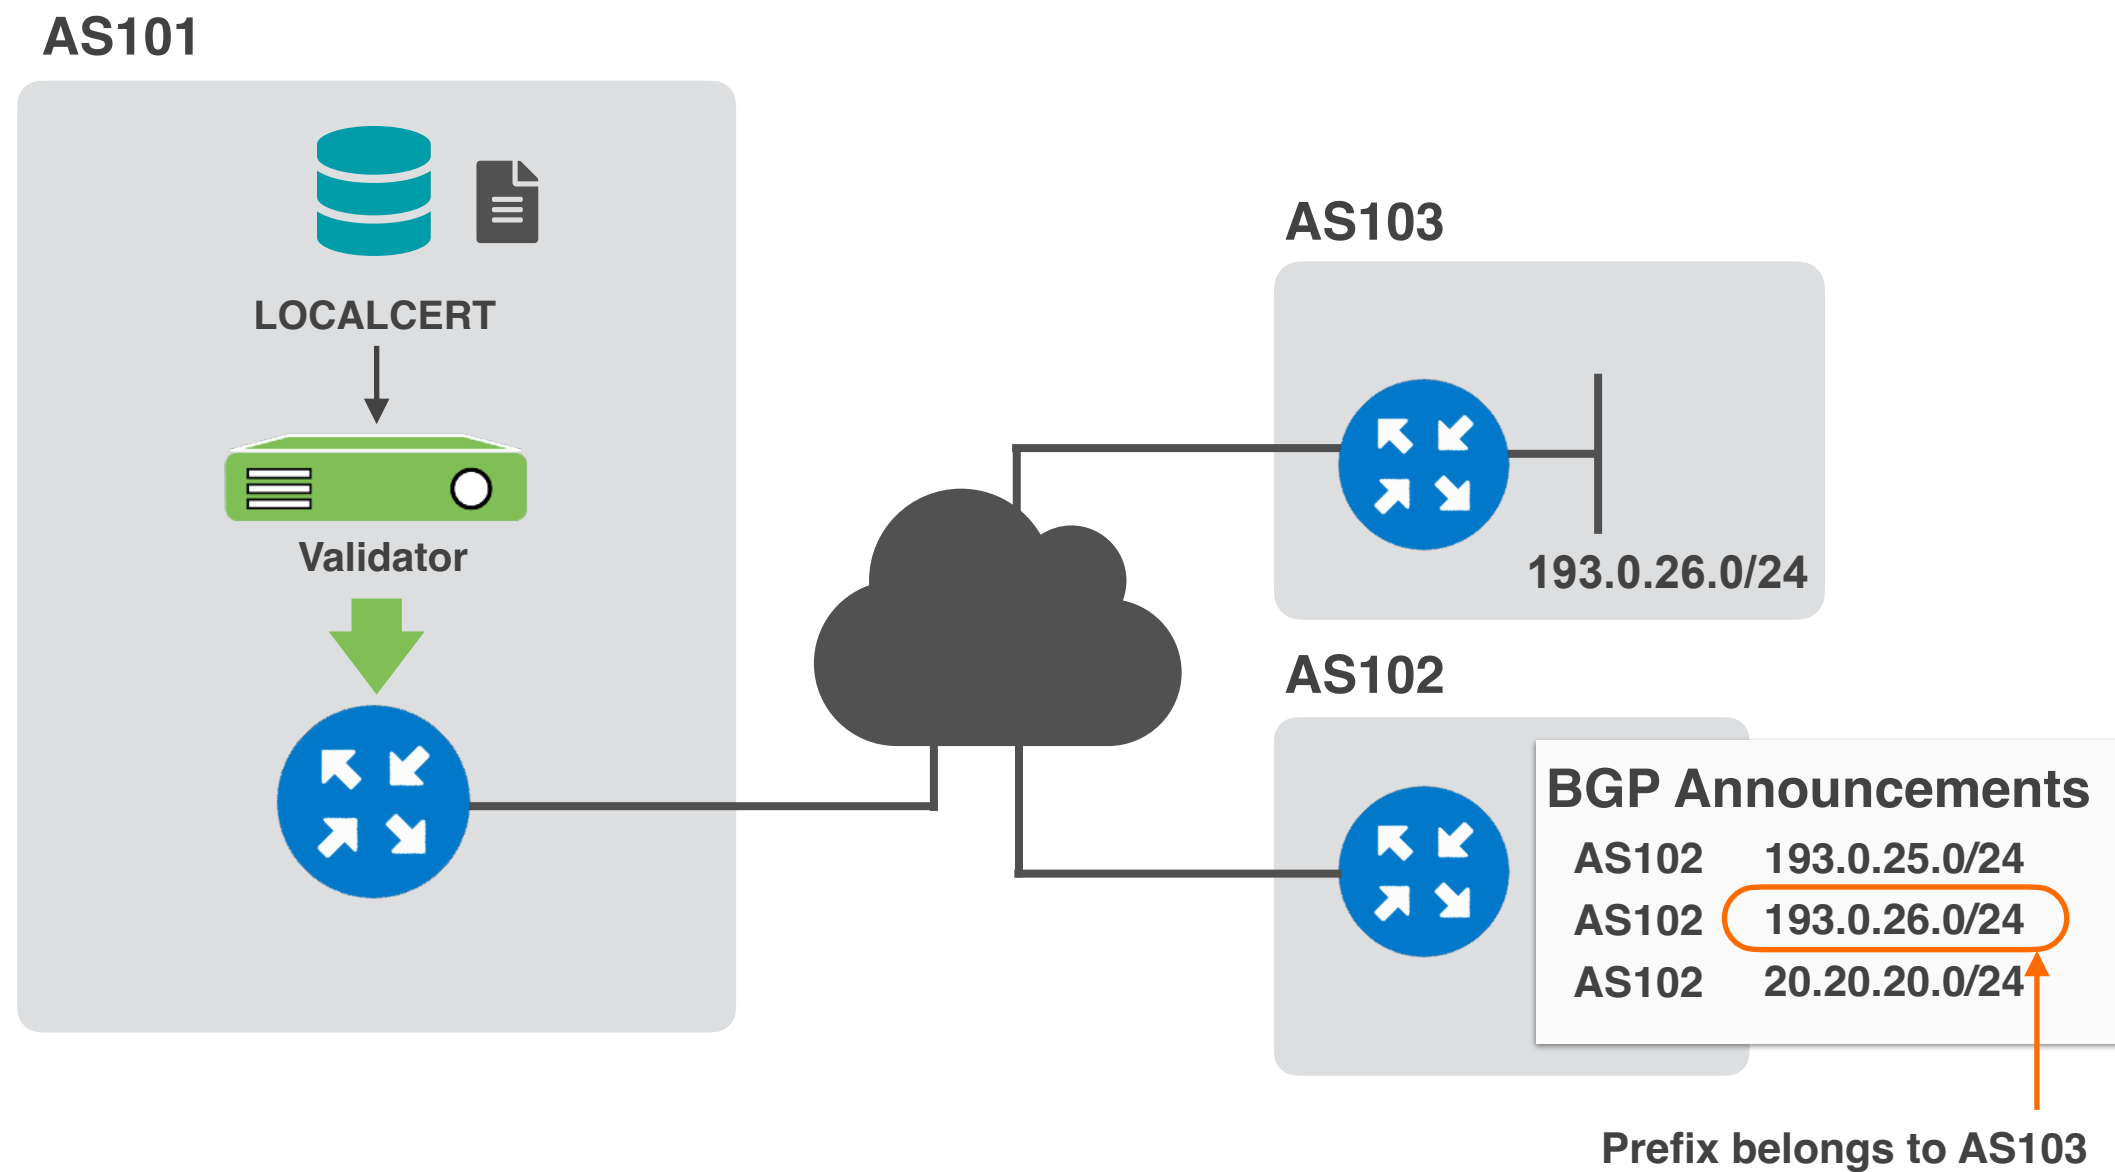 AS101
LOCALCERT
Validator
AS103
193.0.26.0/24
AS102
BGP Announcements
AS102 193.0.25.0/24
AS102 193.0.26.0/24
AS102 20.20.20.0/24
Prefix belongs to AS103